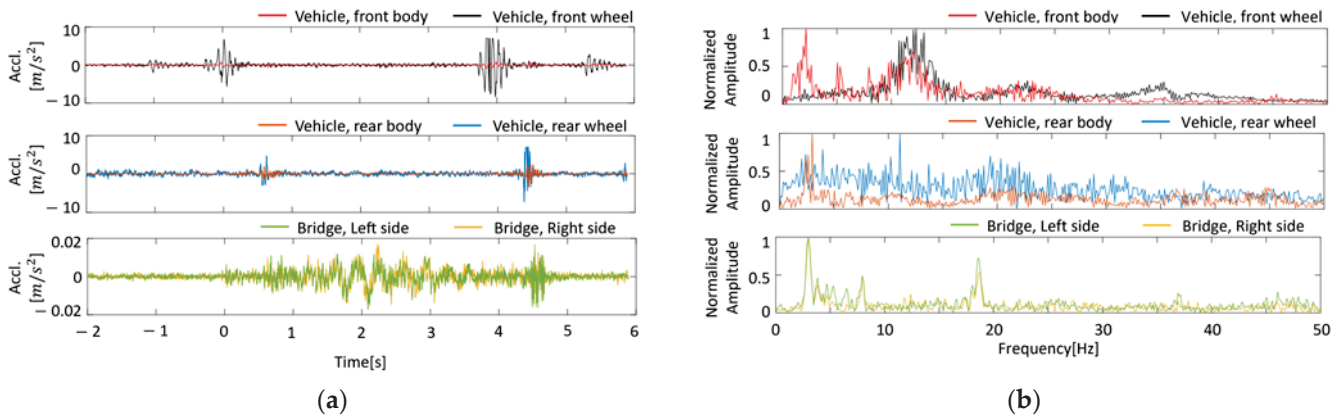 Vehicle, front body Vehicle, front wheel
10
0
−10
Accl.
[m/s²]
Vehicle, rear body Vehicle, rear wheel
10
0
10
Accl.
[m/s²]
Bridge, Left side Bridge, Right side
0.02
0
−0.02
Accl.
[m/s²]
−2 −1 0 1 2 3 4 5 6
Time[s]
(a)
Vehicle, front body Vehicle, front wheel
1
0.5
0
Normalized
Amplitude
Vehicle, rear body Vehicle, rear wheel
1
0.5
0
Normalized
Amplitude
Bridge, Left side Bridge, Right side
1
0.5
0
Normalized
Amplitude
0 10 20 30 40 50
Frequency[Hz]
(b)